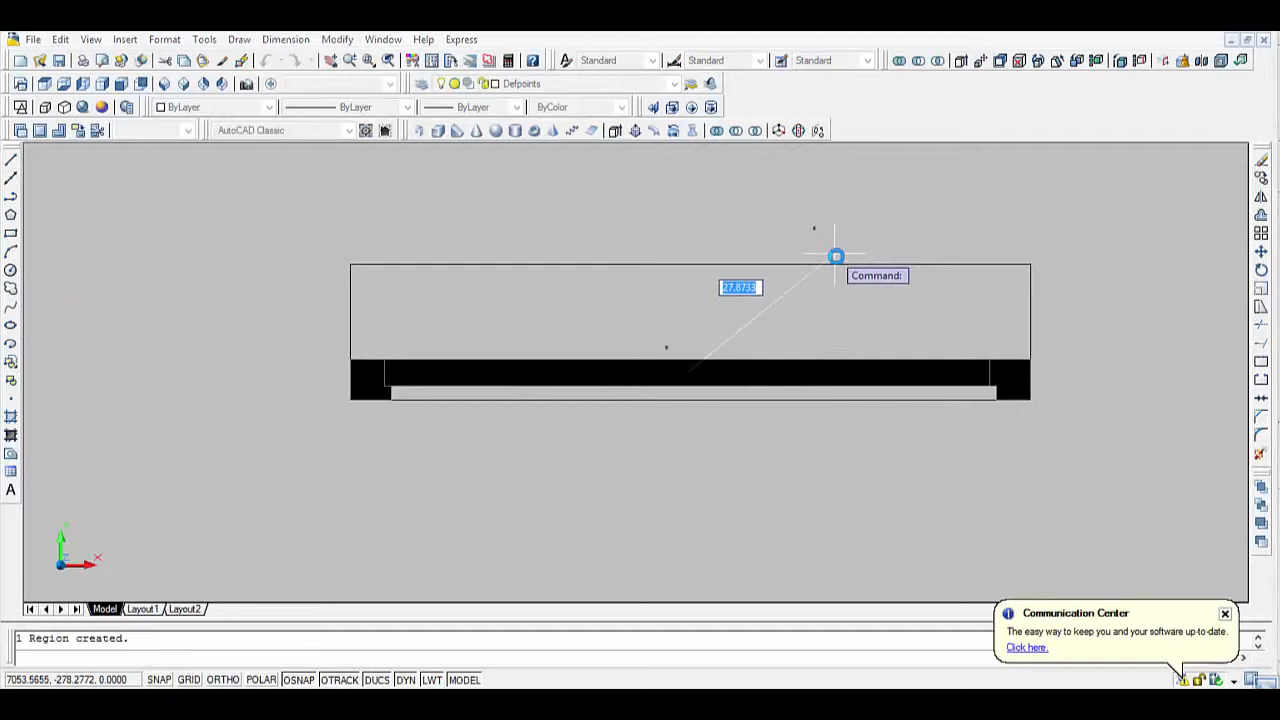 File Edit View Insert Format Tools Draw Dimension Modify Window Help Express
Standard Standard Standard
Defpoints
ByLayer ByLayer ByLayer ByColor
AutoCAD Classic
27.8733
Command:
X
A
Model Layout1 Layout2
Communication Center
The easy way to keep you and your software up-to-date.
Click here.
1 Region created.
7053.5655, -278.2772, 0.0000 SNAP GRID ORTHO POLAR OSNAP OTRACK DUCS DYN LWT MODEL